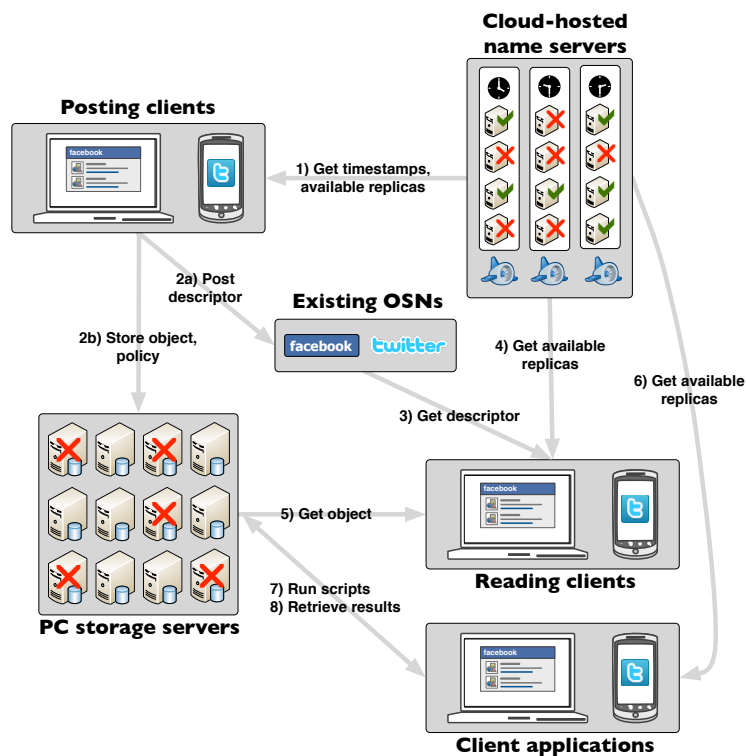 Cloud-hosted
name servers
Posting clients
facebook
1) Get timestamps,
available replicas
2a) Post
descriptor
Existing OSNs
2b) Store object,
policy
facebook twitter
4) Get available
replicas
6) Get available
replicas
3) Get descriptor
facebook
5) Get object
Reading clients
7) Run scripts
8) Retrieve results
PC storage servers
facebook
Client applications